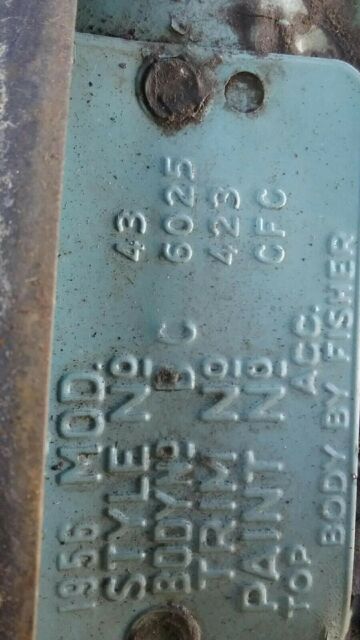 1956 MOD.
STYLE No 43
BODY No DC 6025
TRIM No 423
PAINT No CFC
TOP ACC.
BODY BY FISHER